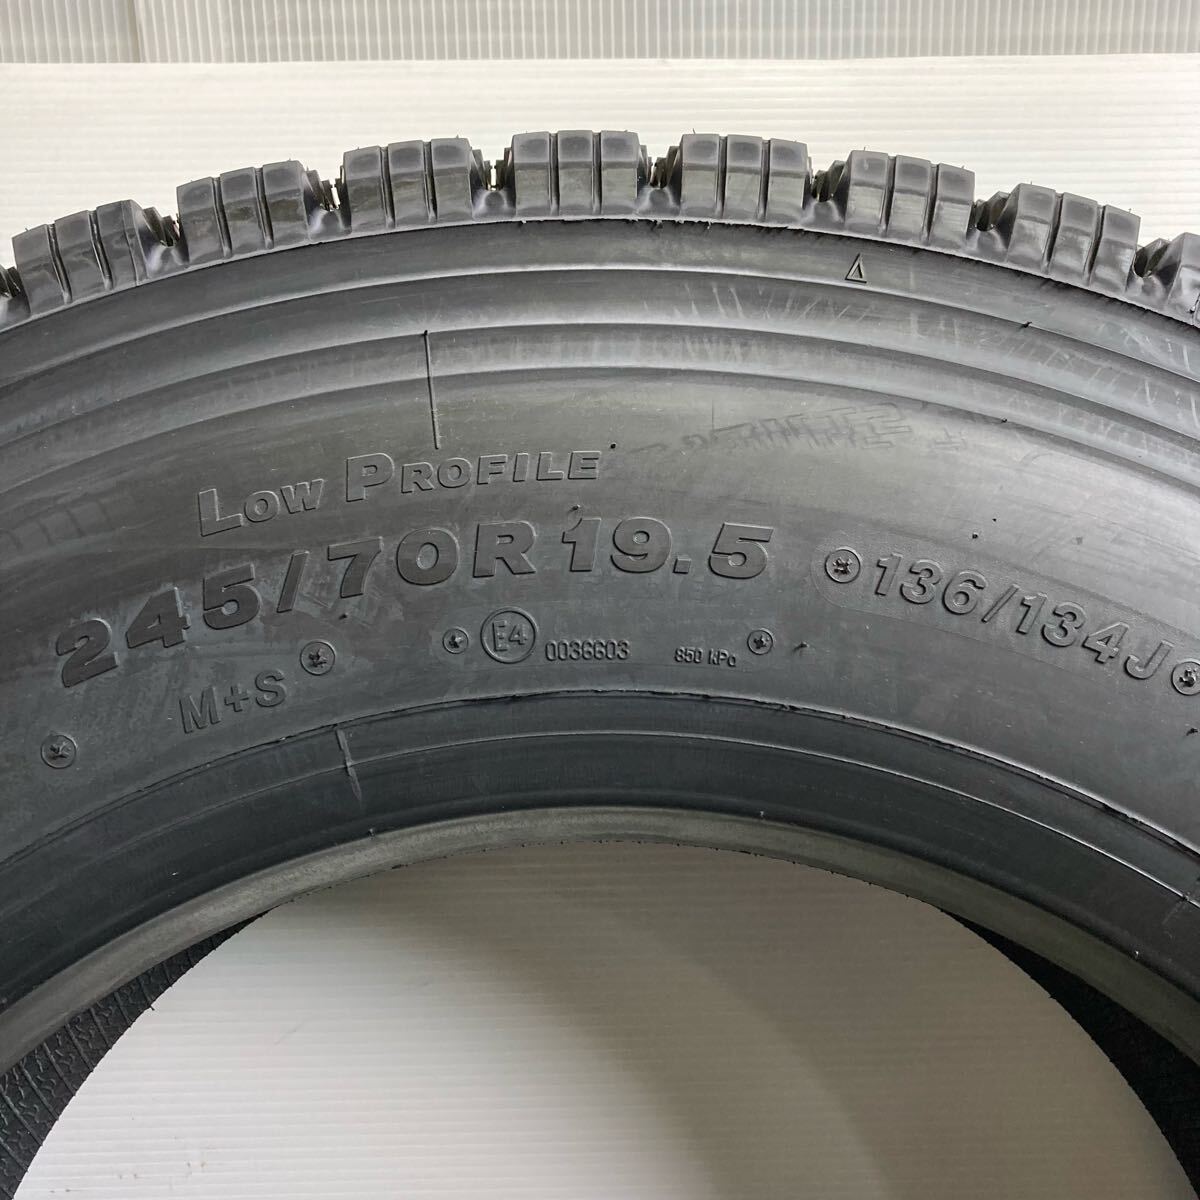 LOW PROFILE
245/70R19.5
136/134J
M+S
E4 0036603 850 kPa